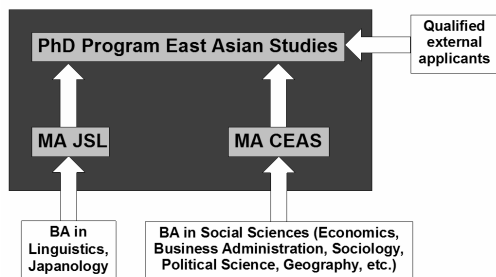 PhD Program East Asian Studies
Qualified
external
applicants
MA JSL
MA CEAS
BA in
Linguistics,
Japanology
BA in Social Sciences (Economics,
Business Administration, Sociology,
Political Science, Geography, etc.)